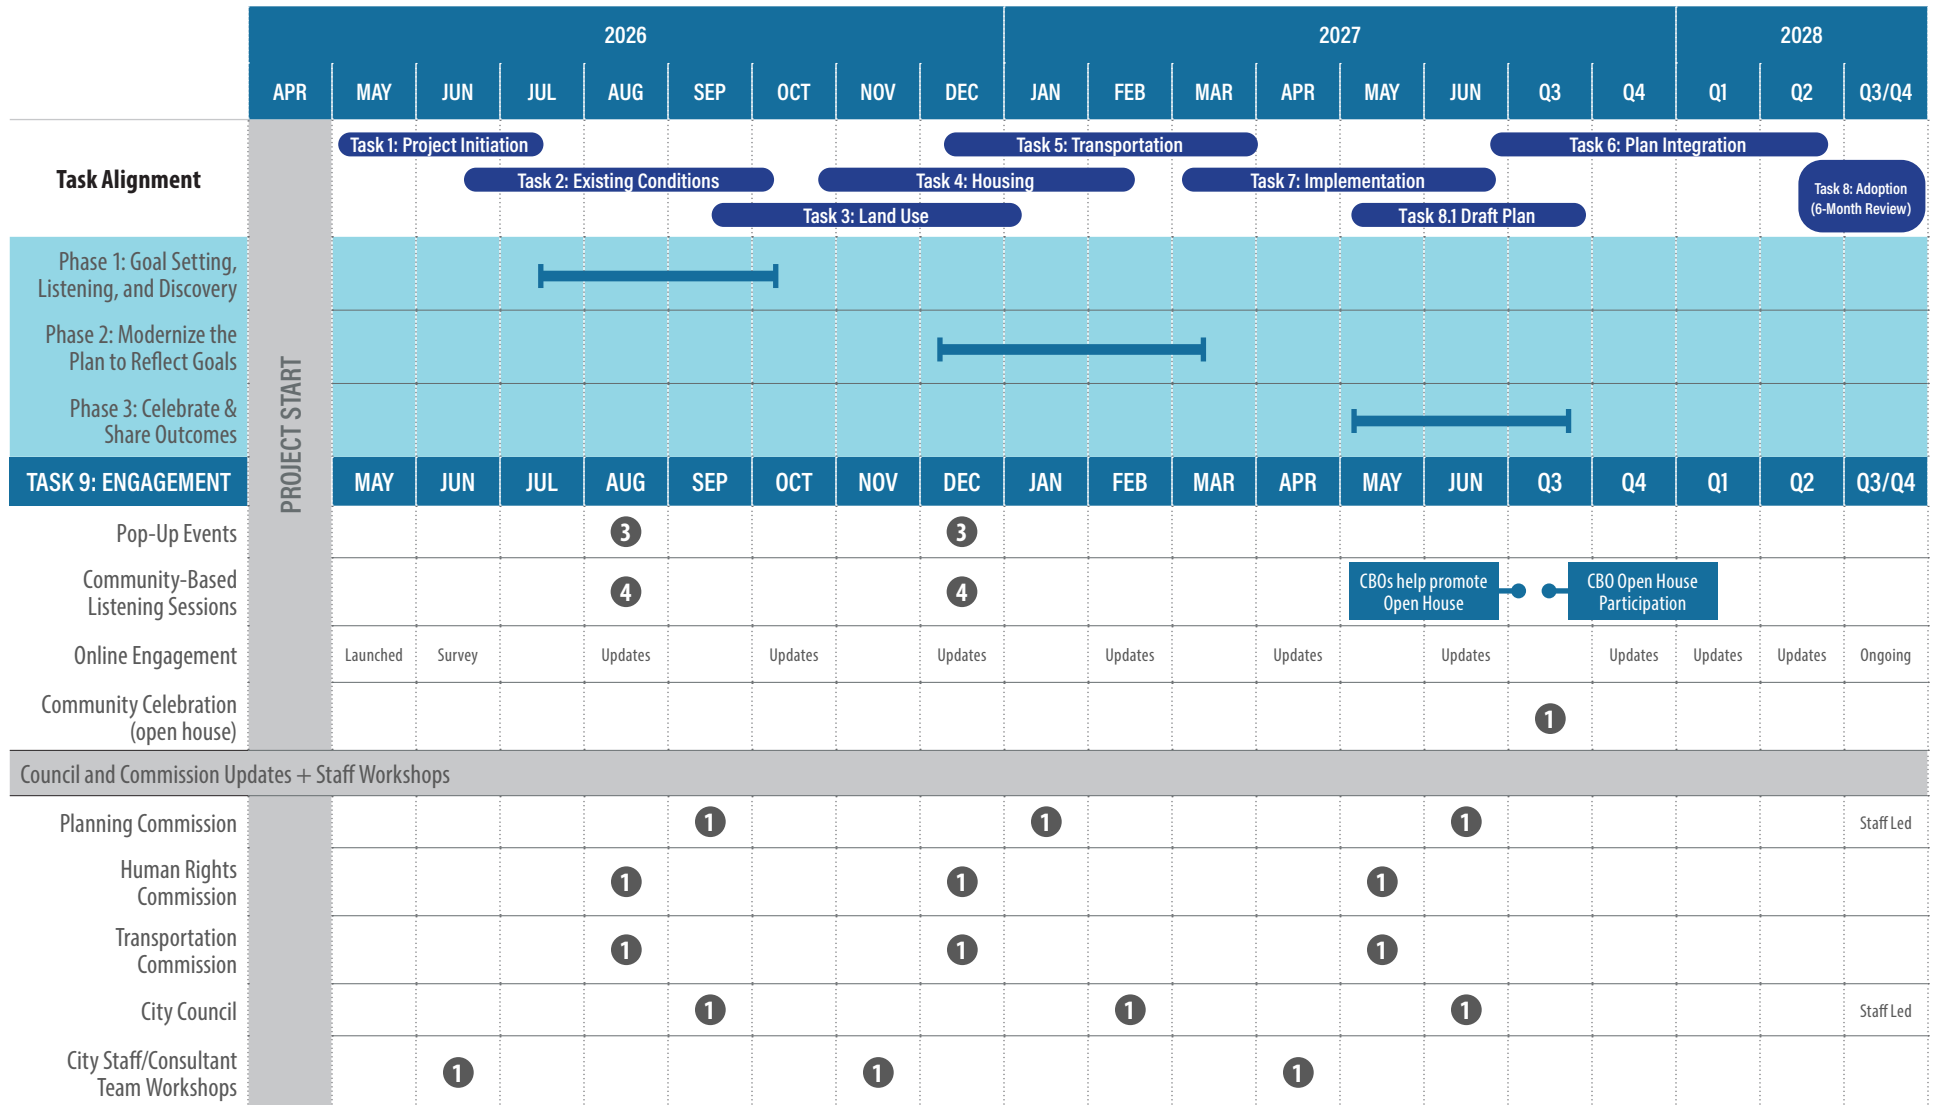 2026 2027 2028
APR MAY JUN JUL AUG SEP OCT NOV DEC JAN FEB MAR APR MAY JUN Q3 Q4 Q1 Q2 Q3/Q4
Task Alignment
Task 1: Project Initiation
Task 5: Transportation
Task 6: Plan Integration
Task 2: Existing Conditions
Task 4: Housing
Task 7: Implementation
Task 8: Adoption
(6-Month Review)
Task 3: Land Use
Task 8.1 Draft Plan
PROJECT START
Phase 1: Goal Setting,
Listening, and Discovery
Phase 2: Modernize the
Plan to Reflect Goals
Phase 3: Celebrate &
Share Outcomes
TASK 9: ENGAGEMENT MAY JUN JUL AUG SEP OCT NOV DEC JAN FEB MAR APR MAY JUN Q3 Q4 Q1 Q2 Q3/Q4
Pop-Up Events 3 3
Community-Based
Listening Sessions
4 4
CBOs help promote
Open House
CBO Open House
Participation
Online Engagement Launched Survey Updates Updates Updates Updates Updates Updates Updates Updates Updates Ongoing
Community Celebration
(open house)
1
Council and Commission Updates + Staff Workshops
Planning Commission 1 1 1 Staff Led
Human Rights
Commission
1 1 1
Transportation
Commission
1 1 1
City Council 1 1 1 Staff Led
City Staff/Consultant
Team Workshops
1 1 1